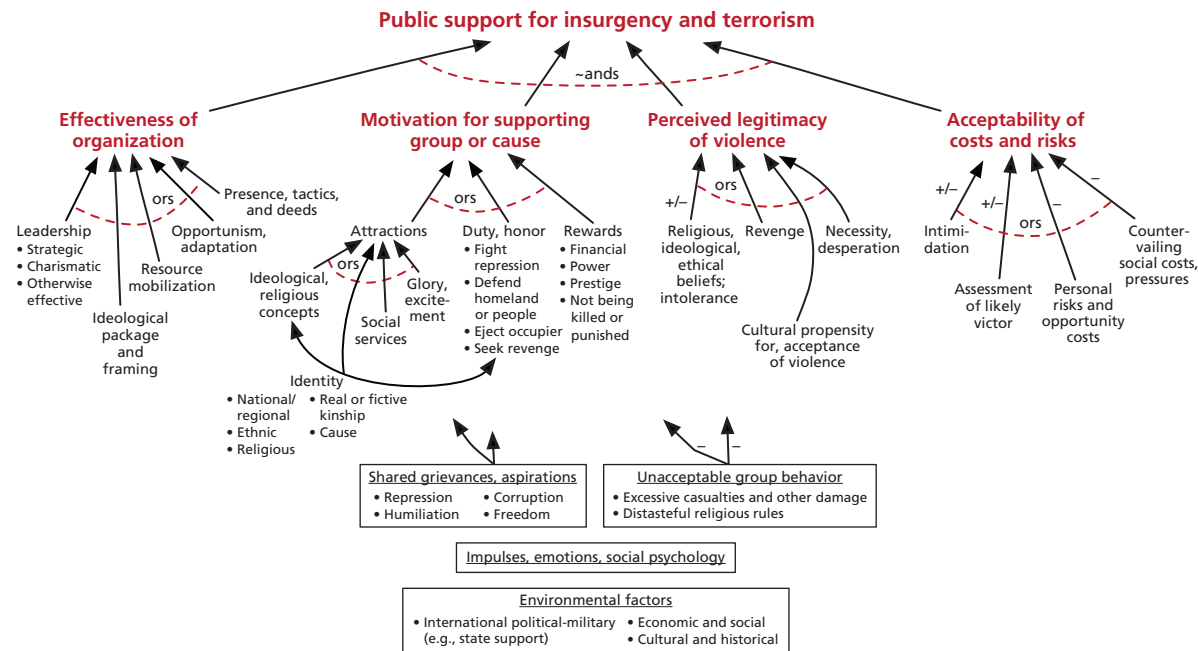 Public support for insurgency and terrorism
~ands
Effectiveness of
organization
Motivation for supporting
group or cause
Perceived legitimacy
of violence
Acceptability of
costs and risks
ors
Leadership
• Strategic
• Charismatic
• Otherwise
effective
Ideological
package
and
framing
Resource
mobilization
Opportunism,
adaptation
Presence, tactics,
and deeds
ors
Attractions
ors
Ideological,
religious
concepts
Social
services
Glory,
excite-
ment
Duty, honor
• Fight
repression
• Defend
homeland
or people
• Eject occupier
• Seek revenge
Rewards
• Financial
• Power
• Prestige
• Not being
killed or
punished
Identity
• National/
regional
• Ethnic
• Religious
• Real or fictive
kinship
• Cause
ors
+/–
Religious,
ideological,
ethical
beliefs;
intolerance
Revenge
Cultural propensity
for, acceptance
of violence
Necessity,
desperation
ors
+/–
Intimi-
dation
+/–
Assessment
of likely
victor
–
Personal
risks and
opportunity
costs
–
Counter-
vailing
social costs,
pressures
Shared grievances, aspirations
• Repression
• Humiliation
• Corruption
• Freedom
–
–
Unacceptable group behavior
• Excessive casualties and other damage
• Distasteful religious rules
Impulses, emotions, social psychology
Environmental factors
• International political-military
(e.g., state support)
• Economic and social
• Cultural and historical